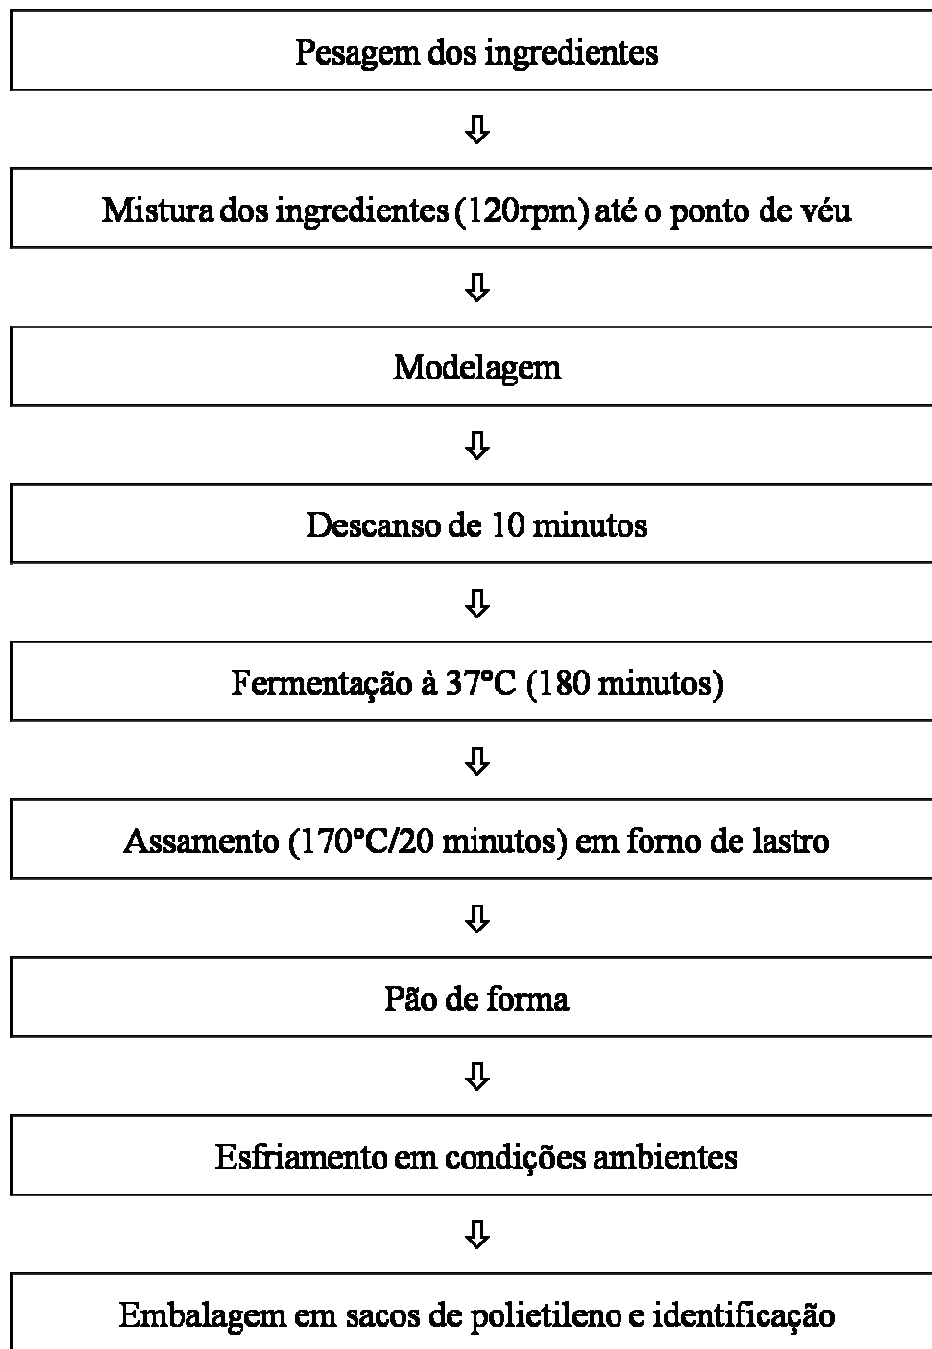 Pesagem dos ingredientes
Mistura dos ingredientes (120rpm) até o ponto de véu
Modelagem
Descanso de 10 minutos
Fermentação à 37°C (180 minutos)
Assamento (170°C/20 minutos) em forno de lastro
Pão de forma
Esfriamento em condições ambientes
Embalagem em sacos de polietileno e identificação